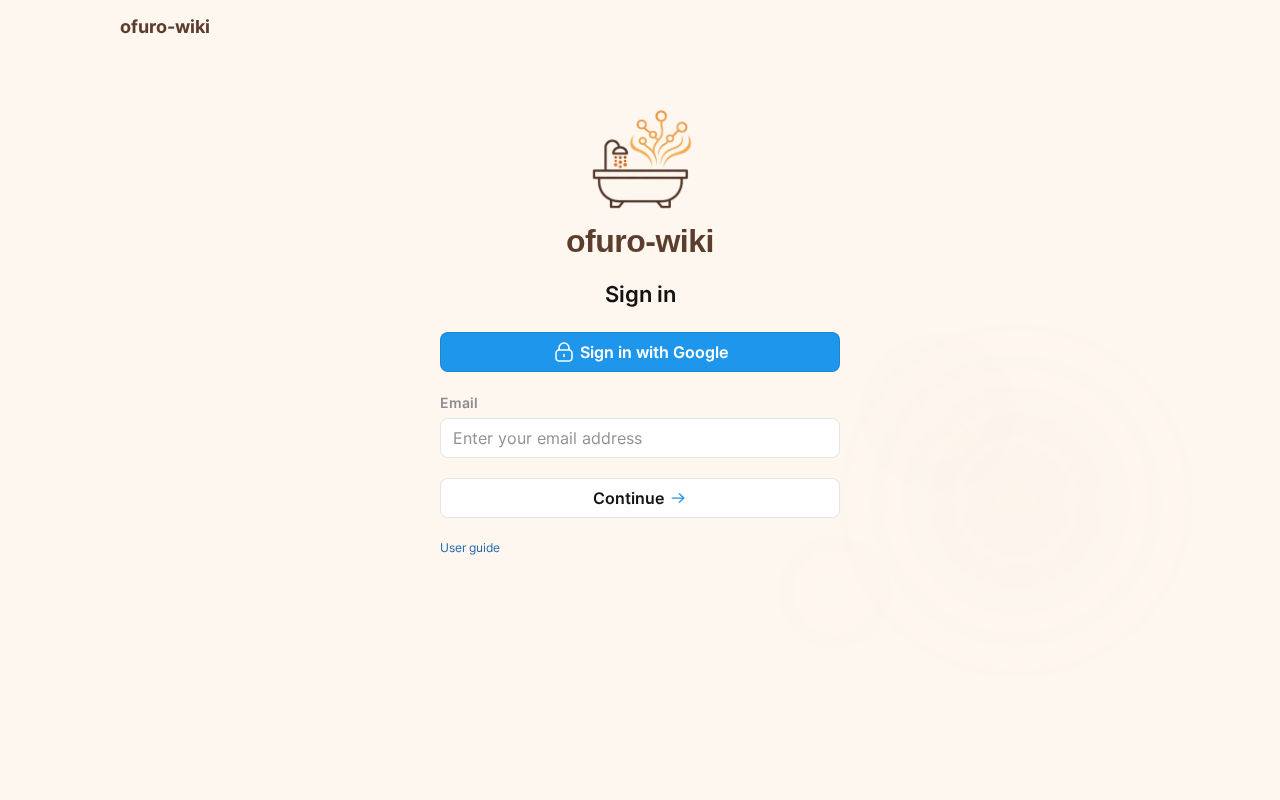 ofuro-wiki
ofuro-wiki
Sign in
Sign in with Google
Email
Enter your email address
Continue →
User guide